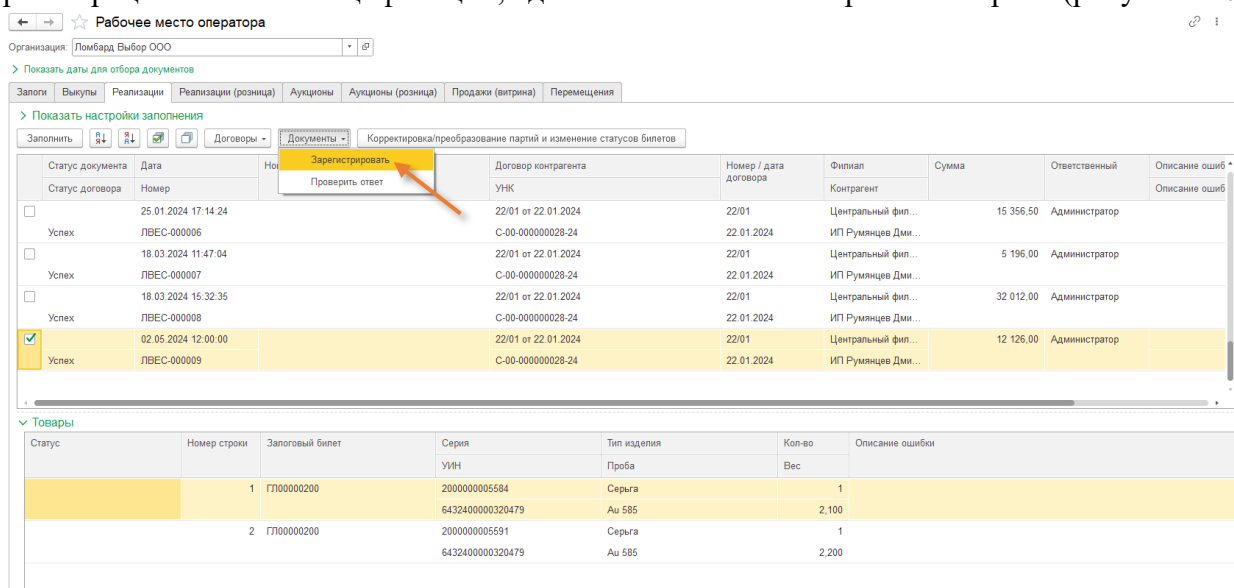 Рабочее место оператора
Организация: Ломбард Выбор ООО
Показать даты для отбора документов
Залоги Выкупы Реализации Реализации (розница) Аукционы Аукционы (розница) Продажи (витрина) Перемещения
Показать настройки заполнения
Заполнить Договоры Документы Корректировка/преобразование партий и изменение статусов билетов
Зарегистрировать
Проверить ответ
Статус документа Дата Договор контрагента Номер / дата договора Филиал Сумма Ответственный
Статус договора Номер УНК Контрагент
25.01.2024 17:14:24 22/01 от 22.01.2024 22/01 Центральный фил... 15 356,50 Администратор
Успех ЛВЕС-000006 С-00-000000028-24 22.01.2024 ИП Румянцев Дми...
18.03.2024 11:47:04 22/01 от 22.01.2024 22/01 Центральный фил... 5 196,00 Администратор
Успех ЛВЕС-000007 С-00-000000028-24 22.01.2024 ИП Румянцев Дми...
18.03.2024 15:32:35 22/01 от 22.01.2024 22/01 Центральный фил... 32 012,00 Администратор
Успех ЛВЕС-000008 С-00-000000028-24 22.01.2024 ИП Румянцев Дми...
02.05.2024 12:00:00 22/01 от 22.01.2024 22/01 Центральный фил... 12 126,00 Администратор
Успех ЛВЕС-000009 С-00-000000028-24 22.01.2024 ИП Румянцев Дми...
Товары
Статус Номер строки Залоговый билет Серия Тип изделия Кол-во Описание ошибки
УИН Проба Вес
1 ГЛ00000200 2000000005584 Серьга 1
6432400000320479 Au 585 2,100
2 ГЛ00000200 2000000005591 Серьга 1
6432400000320479 Au 585 2,200